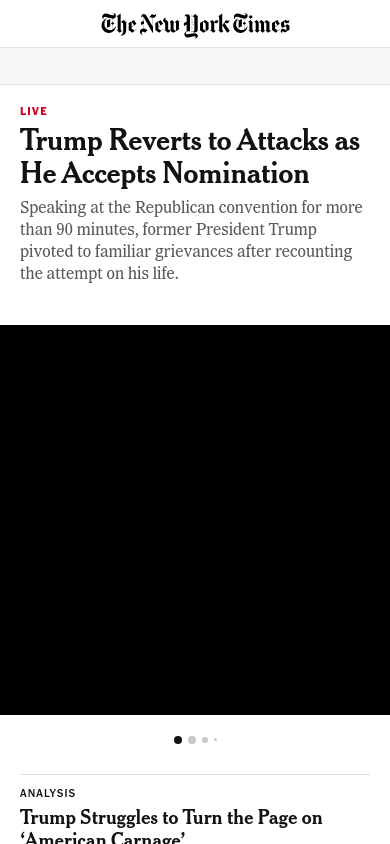 The New York Times
LIVE
Trump Reverts to Attacks as
He Accepts Nomination
Speaking at the Republican convention for more
than 90 minutes, former President Trump
pivoted to familiar grievances after recounting
the attempt on his life.
ANALYSIS
Trump Struggles to Turn the Page on
‘American Carnage’